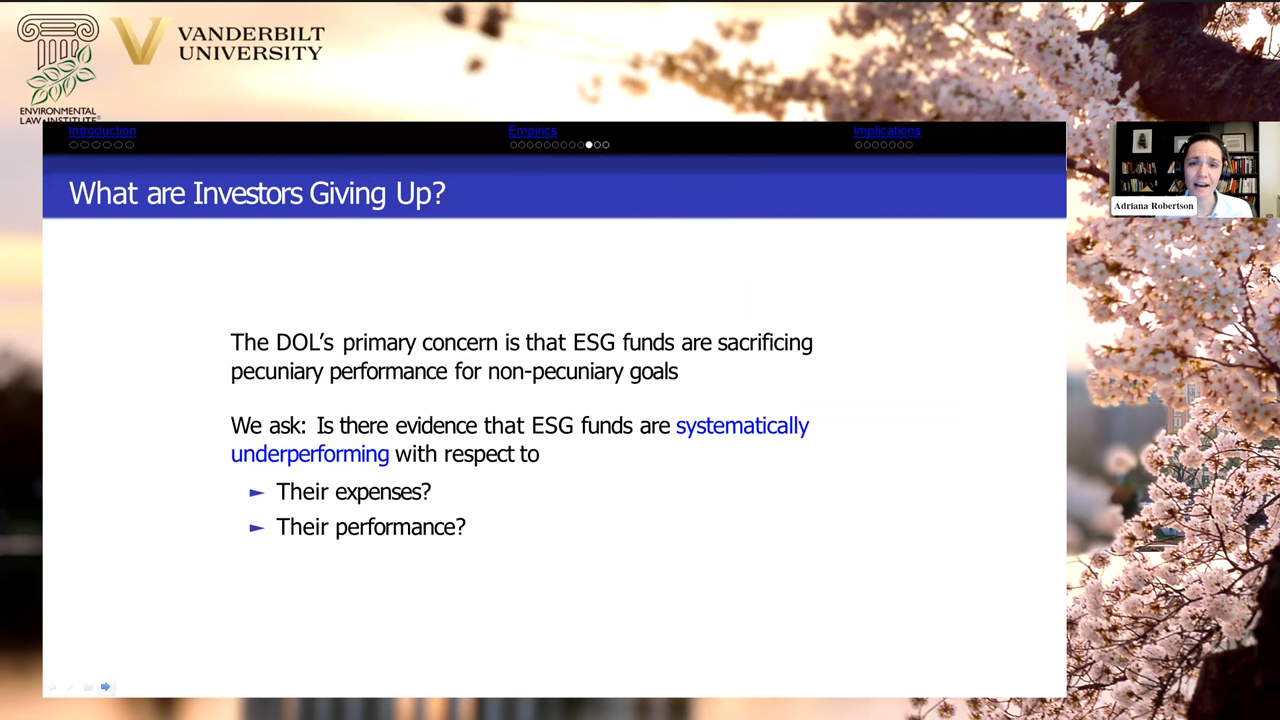 VANDERBILT
UNIVERSITY
ENVIRONMENTAL
LAW·INSTITUTE®
Introduction
Empirics
Implications
What are Investors Giving Up?
Adriana Robertson
The DOL’s primary concern is that ESG funds are sacrificing
pecuniary performance for non-pecuniary goals
We ask: Is there evidence that ESG funds are systematically
underperforming with respect to
► Their expenses?
► Their performance?